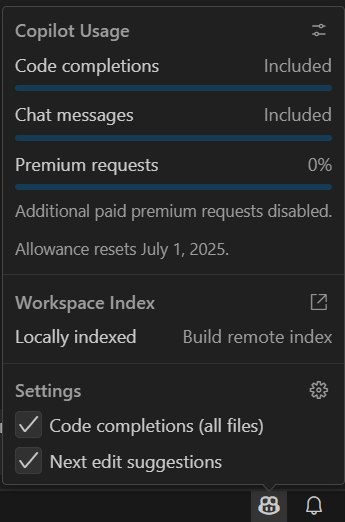 Copilot Usage
Code completions Included
Chat messages Included
Premium requests 0%
Additional paid premium requests disabled.
Allowance resets July 1, 2025.
Workspace Index
Locally indexed Build remote index
Settings
Code completions (all files)
Next edit suggestions